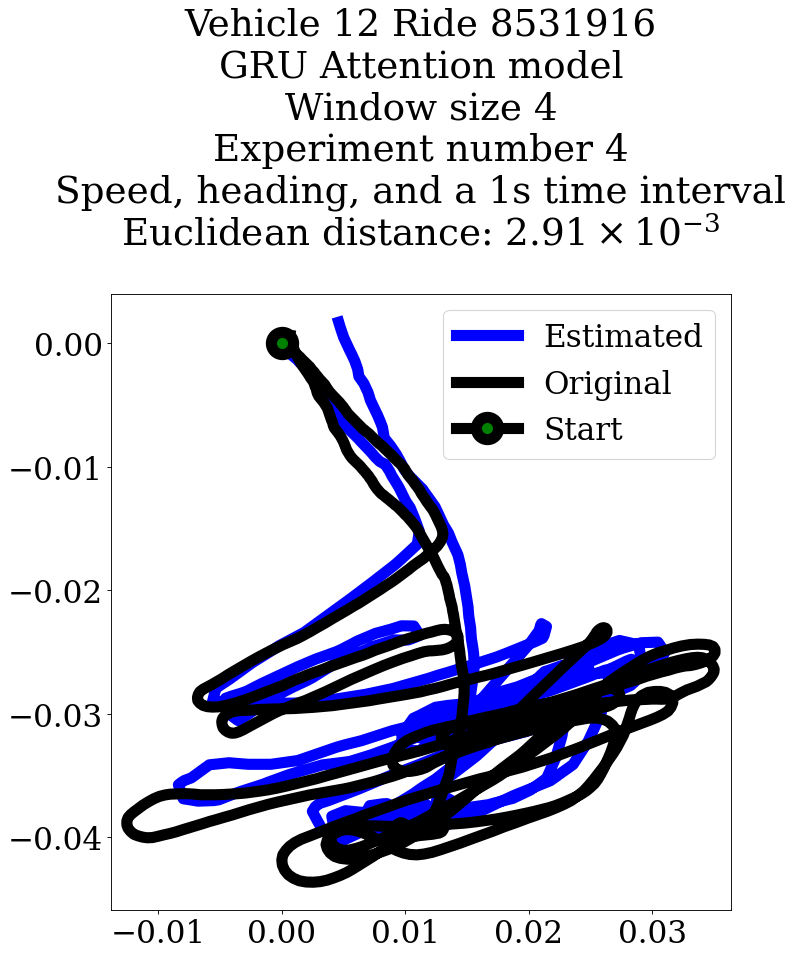 Vehicle 12 Ride 8531916
GRU Attention model
Window size 4
Experiment number 4
Speed, heading, and a 1s time interval
Euclidean distance: 2.91 × 10⁻³
Estimated
Original
Start
0.00
−0.01
−0.02
−0.03
−0.04
−0.01 0.00 0.01 0.02 0.03